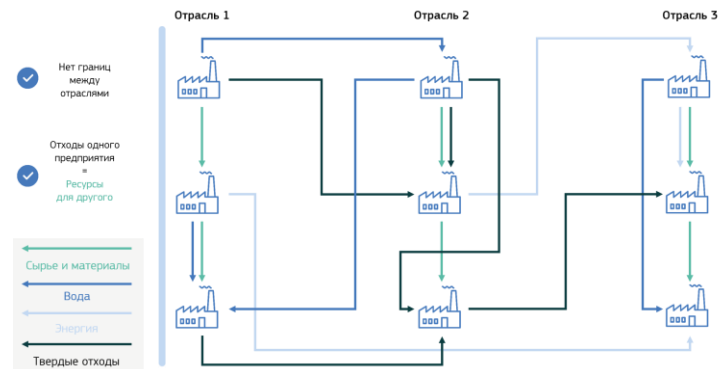 Отрасль 1
Отрасль 2
Отрасль 3
Нет границ
между
отраслями
Отходы одного
предприятия
=
Ресурсы
для другого
Сырье и материалы
Вода
Энергия
Твердые отходы